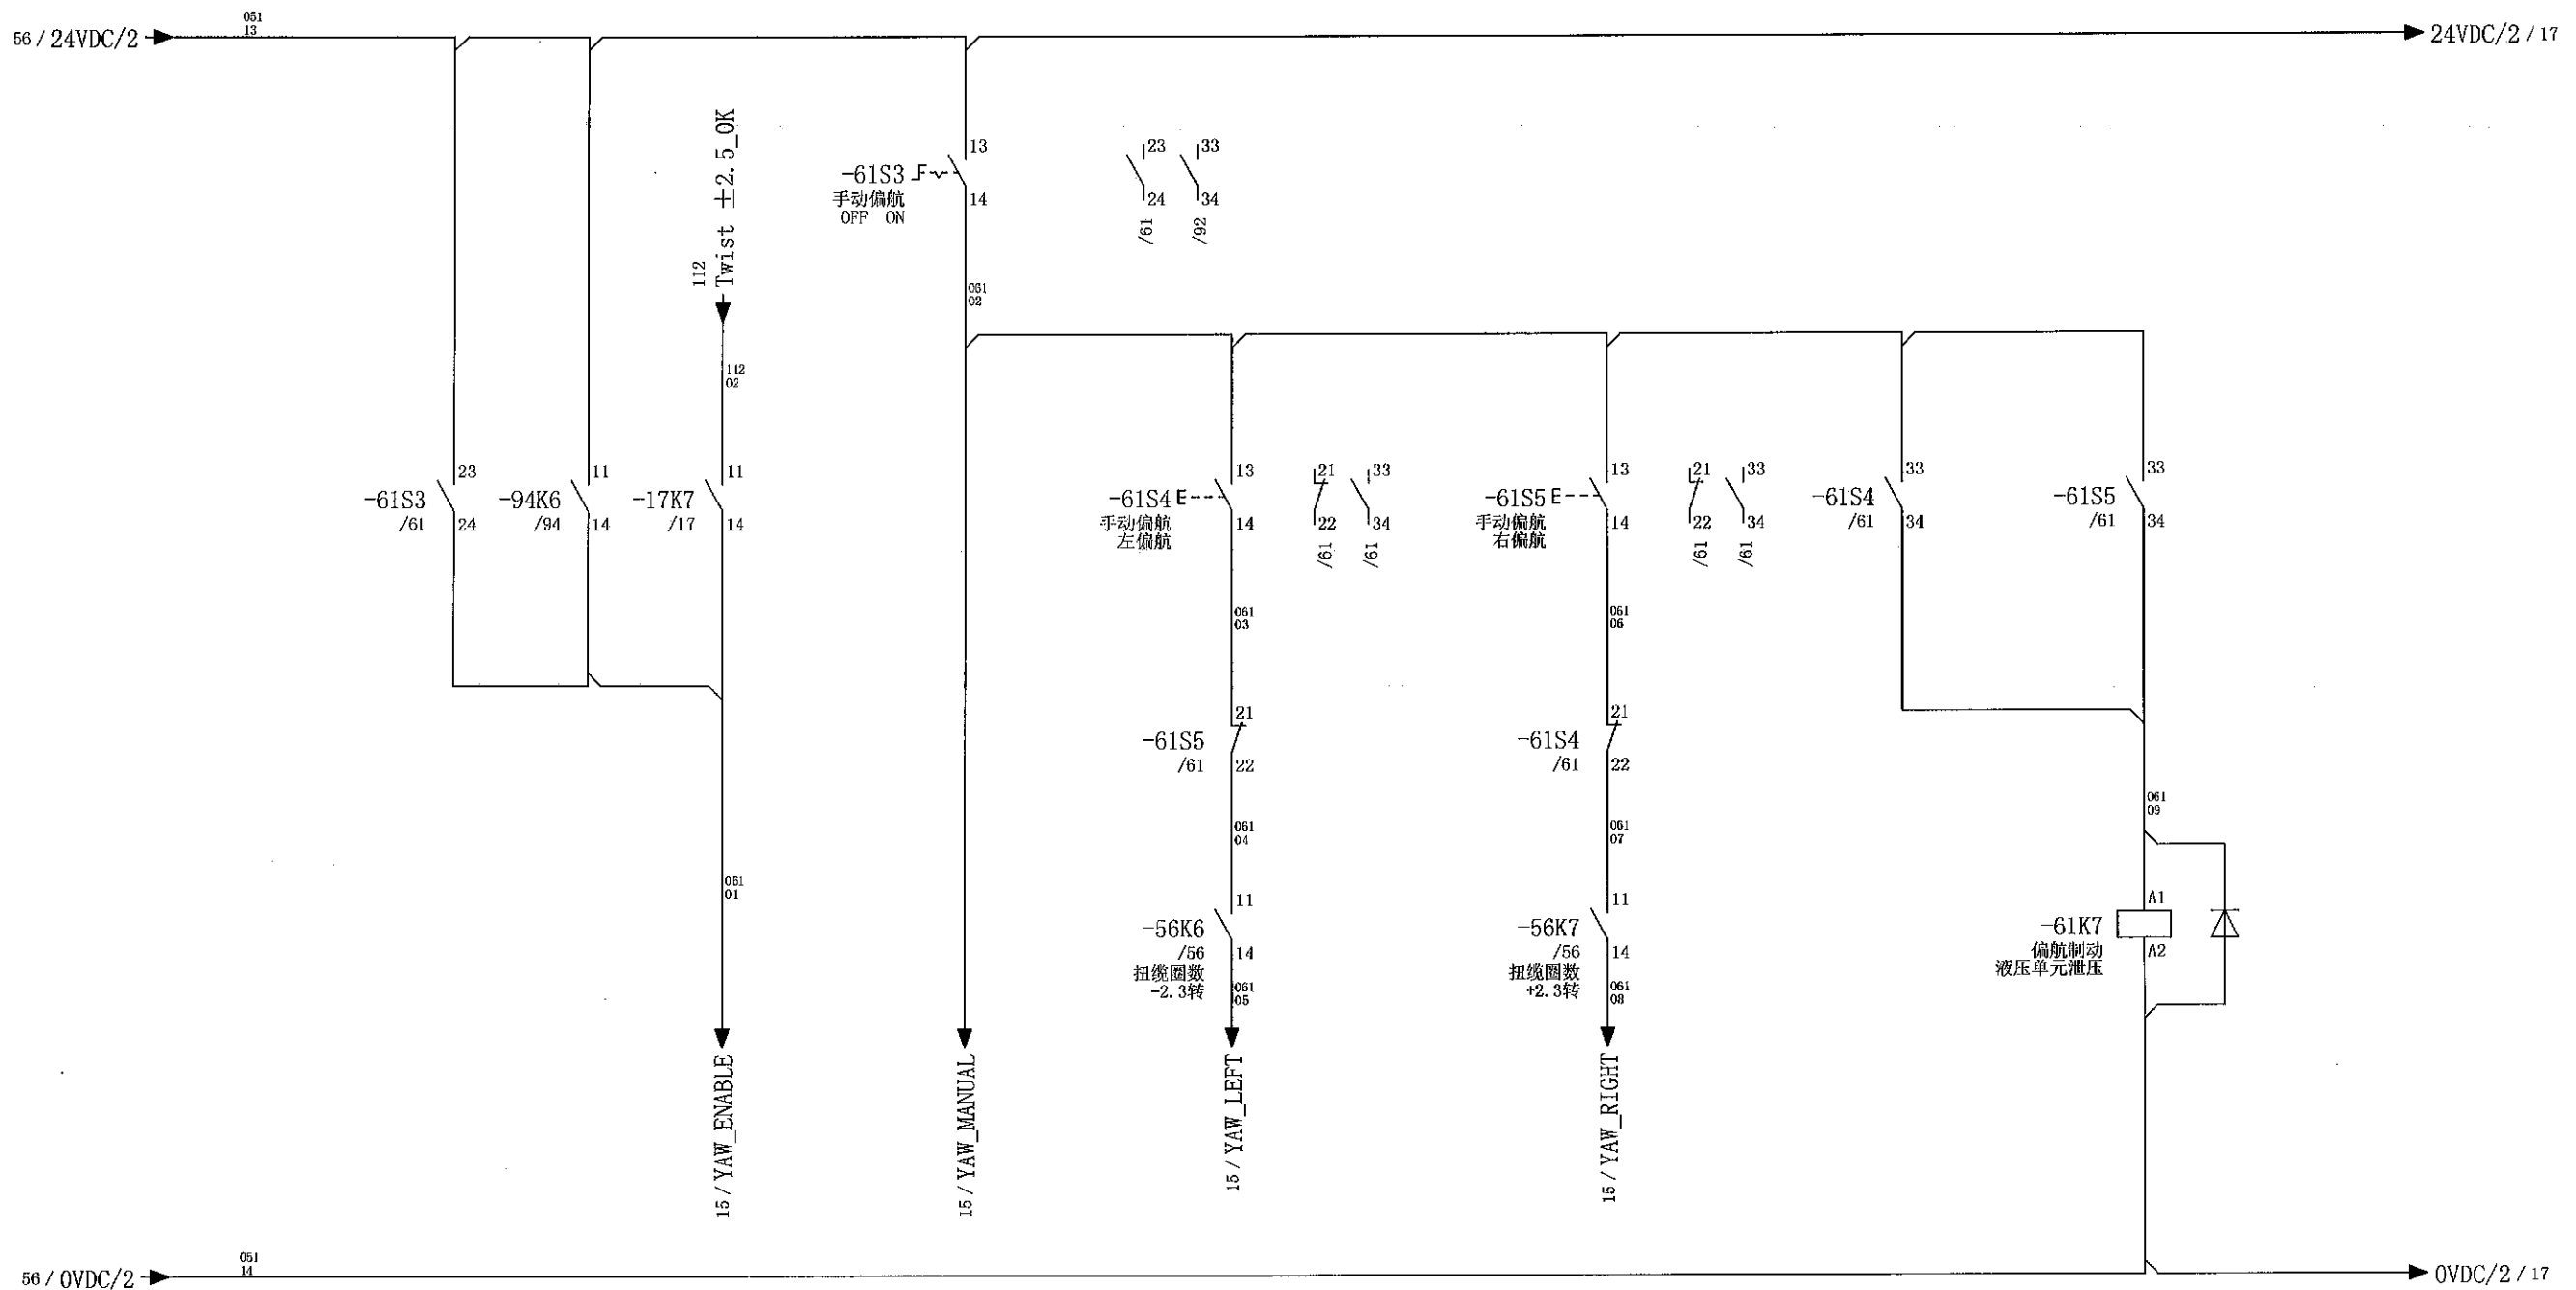 051
13
56 / 24VDC/2
24VDC/2 / 17
112
Twist ±2.5_OK
-61S3
手动偏航
OFF ON
13
14
23
24
/61
33
34
/92
061
02
112
02
-61S3
/61
23
24
-94K6
/94
11
14
-17K7
/17
11
14
-61S4
手动偏航
左偏航
13
14
21
22
/61
33
34
/61
-61S5
手动偏航
右偏航
13
14
21
22
/61
33
34
/61
-61S4
/61
33
34
-61S5
/61
33
34
061
03
061
06
-61S5
/61
21
22
-61S4
/61
21
22
061
04
061
07
061
09
061
01
-56K6
/56
扭缆圈数
-2.3转
11
14
061
05
-56K7
/56
扭缆圈数
+2.3转
11
14
061
08
-61K7
偏航制动
液压单元泄压
A1
A2
15 / YAW_ENABLE
15 / YAW_MANUAL
15 / YAW_LEFT
15 / YAW_RIGHT
051
14
56 / 0VDC/2
0VDC/2 / 17